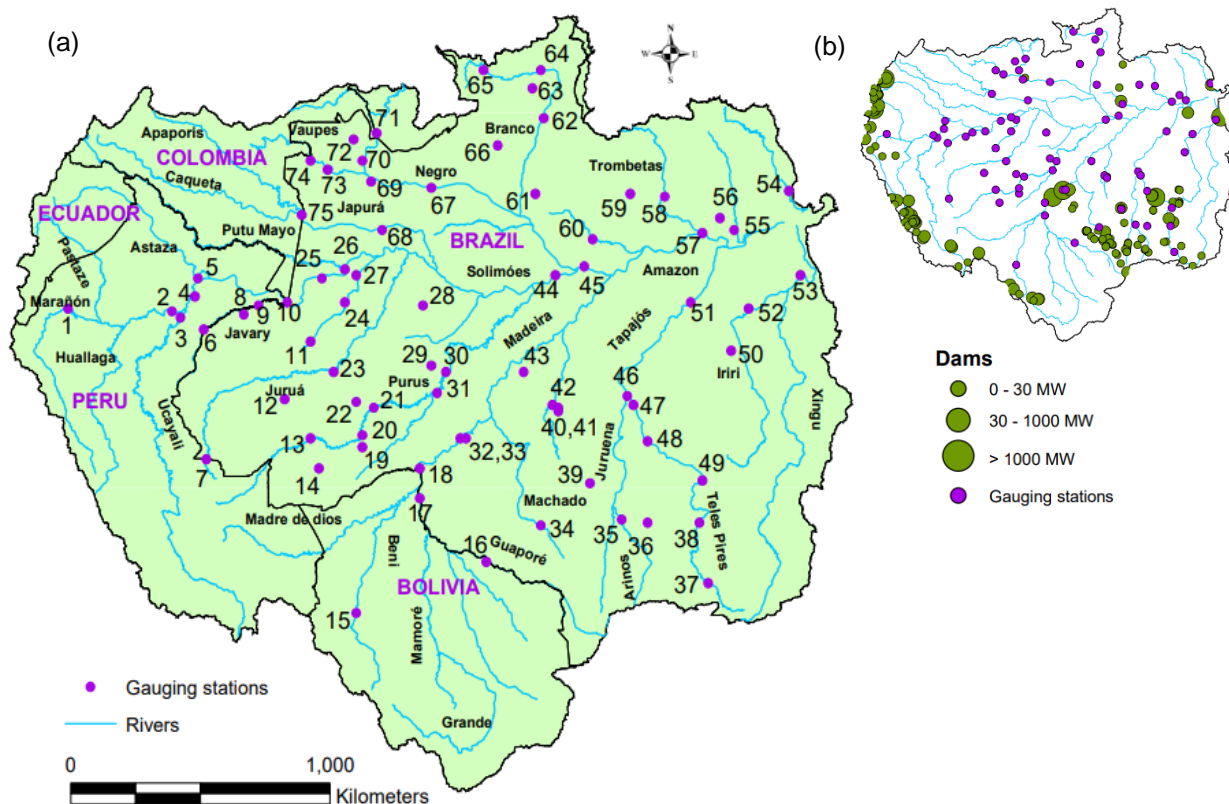 (a)
(b)
N
W
E
S
64
65
63
Apaporis
Vaupes
71
Branco
62
COLOMBIA
72
66
Caqueta
74
73
70
Trombetas
Negro
69
67
61
59
58
56
54
ECUADOR
Japurá
75
Putu Mayo
68
BRAZIL
60
57
55
Pastaze
Astaza
25
26
27
Solimóes
Amazon
5
44
45
53
Marañón
1
2
4
3
8
9
10
24
28
51
52
6
Javary
Madeira
Tapajós
Huallaga
11
50
Iriri
PERU
23
29
30
43
46
Xingu
Juruá
12
Purus
31
42
47
22
21
40,41
Ucayali
13
20
32,33
48
Juruena
7
19
18
39
49
14
Machado
Teles Pires
Madre de dios
17
34
35
36
38
16
Guaporé
Beni
Arinos
37
BOLIVIA
15
Mamoré
Grande
Gauging stations
Rivers
0
1,000
Kilometers
Dams
0 - 30 MW
30 - 1000 MW
> 1000 MW
Gauging stations